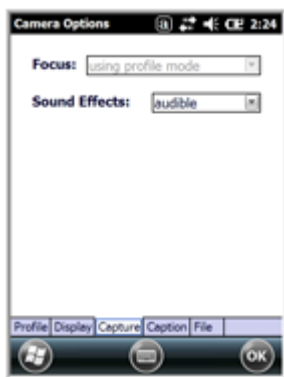 Camera Options 2:24
Focus: using profile mode
Sound Effects: audible
Profile Display Capture Caption File
OK